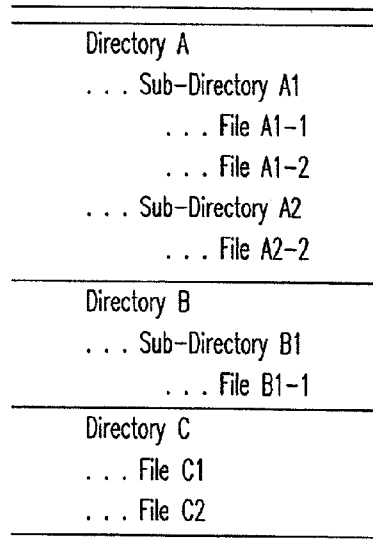 Directory A
. . . Sub-Directory A1
. . . File A1-1
. . . File A1-2
. . . Sub-Directory A2
. . . File A2-2
Directory B
. . . Sub-Directory B1
. . . File B1-1
Directory C
. . . File C1
. . . File C2